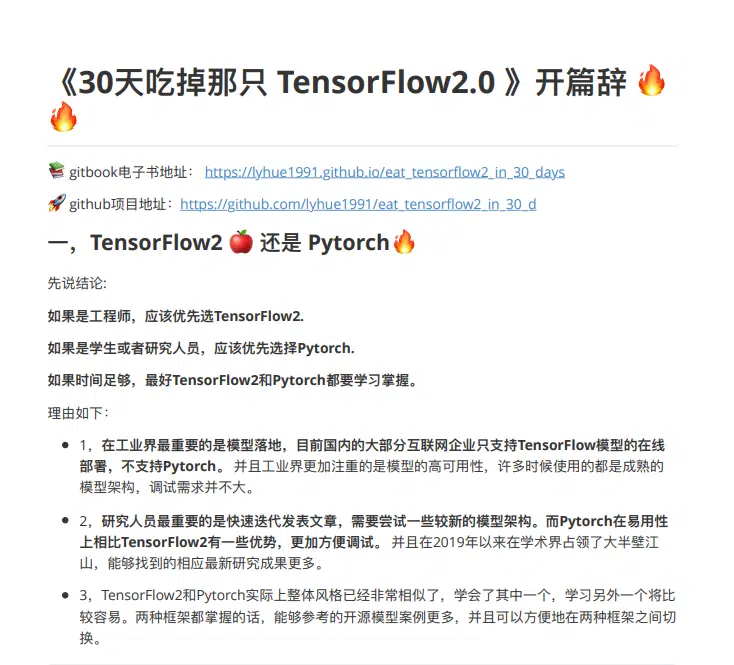 《30天吃掉那只 TensorFlow2.0 》开篇辞 🔥
🔥
📚 gitbook电子书地址： https://lyhue1991.github.io/eat_tensorflow2_in_30_days
🚀 github项目地址：https://github.com/lyhue1991/eat_tensorflow2_in_30_d
一，TensorFlow2 🍎 还是 Pytorch🔥
先说结论:
如果是工程师，应该优先选TensorFlow2.
如果是学生或者研究人员，应该优先选择Pytorch.
如果时间足够，最好TensorFlow2和Pytorch都要学习掌握。
理由如下：
• 1，在工业界最重要的是模型落地，目前国内的大部分互联网企业只支持TensorFlow模型的在线
部署，不支持Pytorch。 并且工业界更加注重的是模型的高可用性，许多时候使用的都是成熟的
模型架构，调试需求并不大。
• 2，研究人员最重要的是快速迭代发表文章，需要尝试一些较新的模型架构。而Pytorch在易用性
上相比TensorFlow2有一些优势，更加方便调试。 并且在2019年以来在学术界占领了大半壁江
山，能够找到的相应最新研究成果更多。
• 3，TensorFlow2和Pytorch实际上整体风格已经非常相似了，学会了其中一个，学习另外一个将比
较容易。两种框架都掌握的话，能够参考的开源模型案例更多，并且可以方便地在两种框架之间切
换。